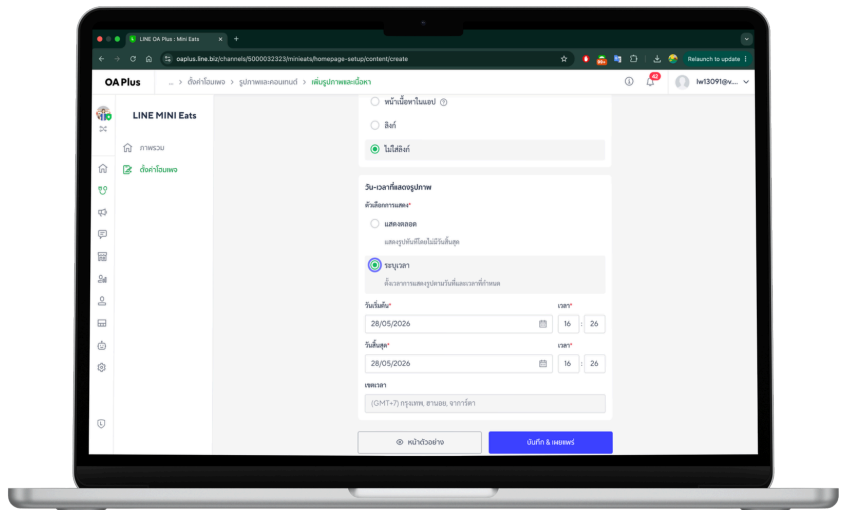 LINE OA Plus : Mini Eats
oaplus.line.biz/channels/5000032323/minieats/homepage-setup/content/create
Relaunch to update
OA Plus
... > ตั้งค่าโฮมเพจ > รูปภาพและคอนเทนต์ > เพิ่มรูปภาพและเนื้อหา
43
lw13091@v...
LINE MINI Eats
ภาพรวม
ตั้งค่าโฮมเพจ
หน้าเนื้อหาในแอป
ลิงก์
ไม่ใส่ลิงก์
วัน-เวลาที่แสดงรูปภาพ
ตัวเลือกการแสดง*
แสดงตลอด
แสดงรูปทันทีโดยไม่มีวันสิ้นสุด
ระบุเวลา
ตั้งเวลาการแสดงรูปตามวันที่และเวลาที่กำหนด
วันเริ่มต้น* เวลา*
28/05/2026 16 : 26
วันสิ้นสุด* เวลา*
28/05/2026 16 : 26
เขตเวลา
(GMT+7) กรุงเทพ, ฮานอย, จาการ์ตา
หน้าตัวอย่าง บันทึก & เผยแพร่